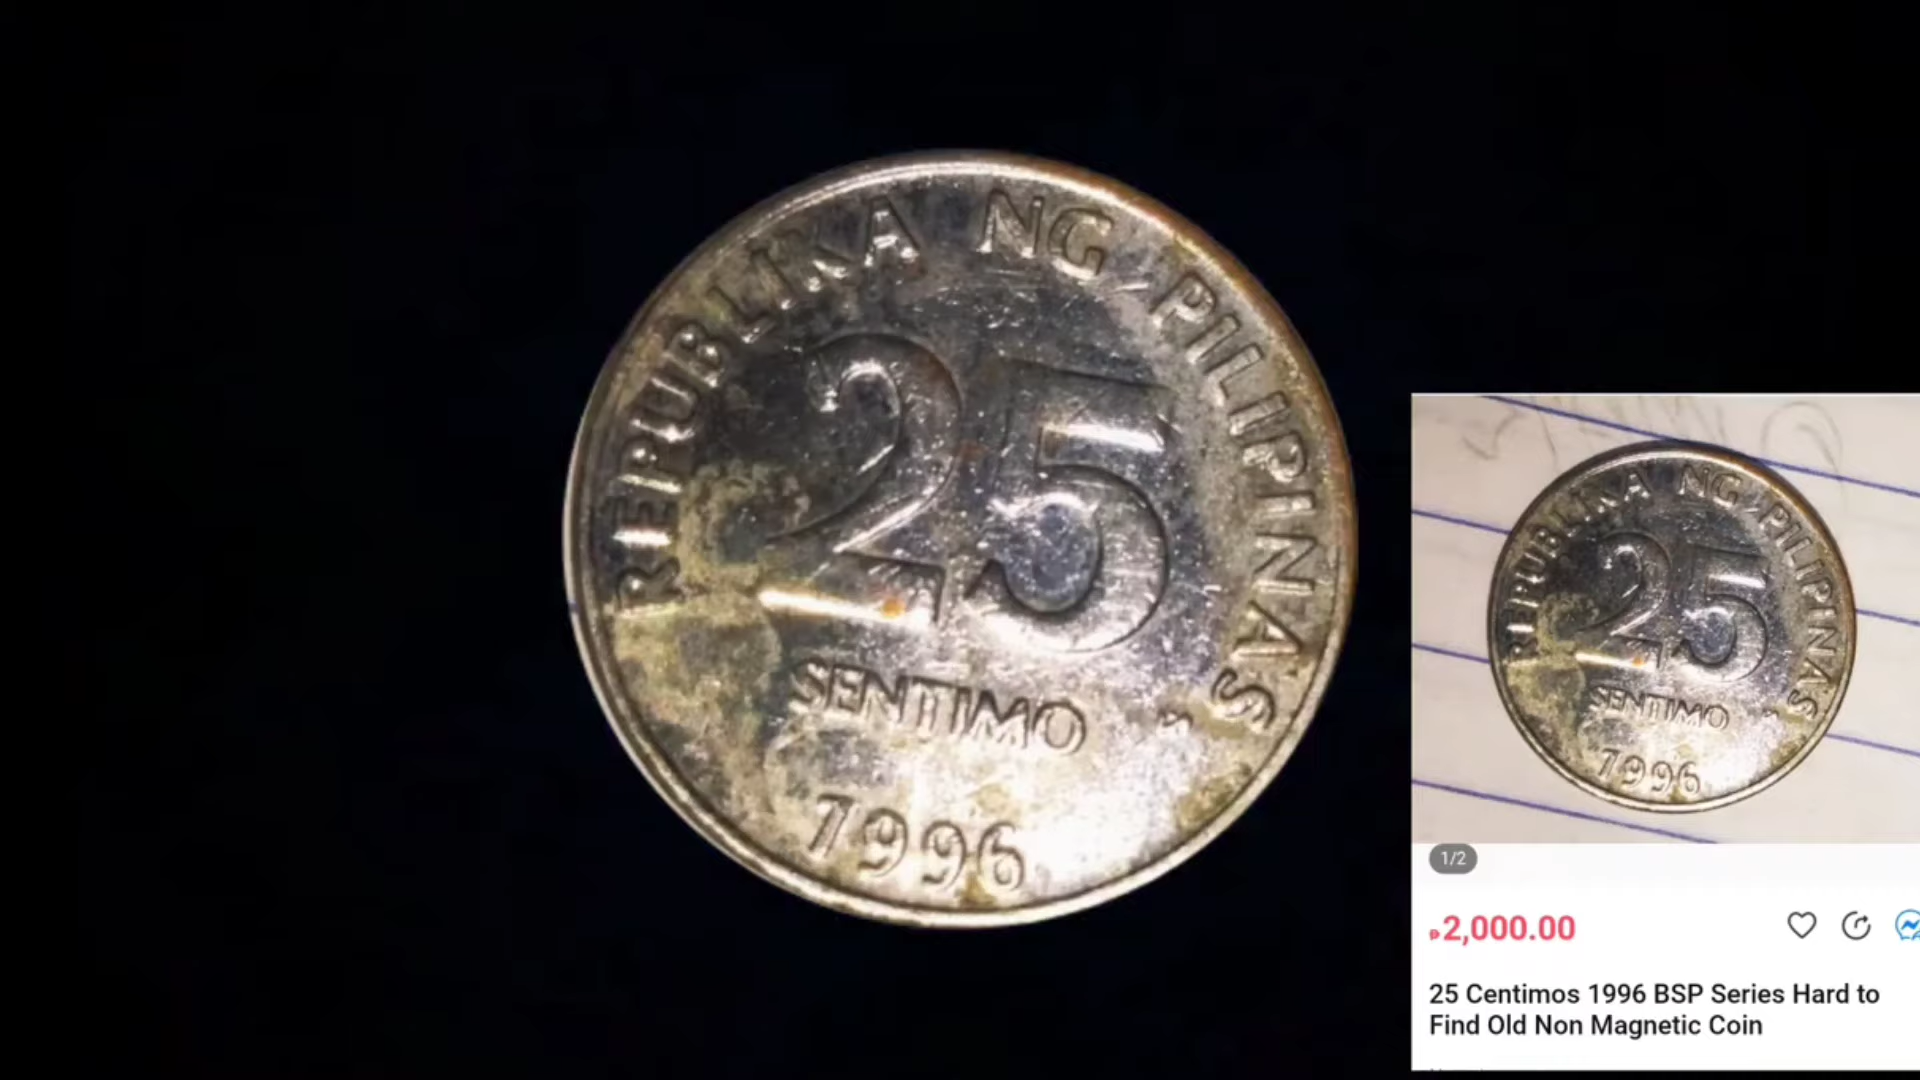 REPUBLIKA NG PILIPINAS
25
SENTIMO
1996
REPUBLIKA NG PILIPINAS
25
SENTIMO
1996
1/2
₱2,000.00
25 Centimos 1996 BSP Series Hard to
Find Old Non Magnetic Coin